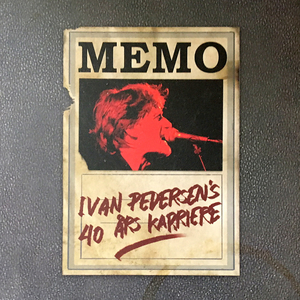 MEMO
IVAN PEDERSEN'S
40 ÅRS KARRIERE